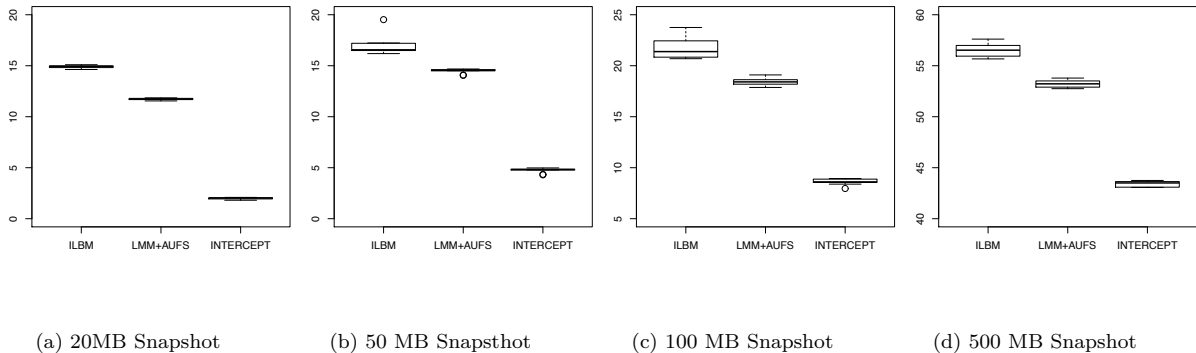 20
15
10
5
0
ILBM LMM+AUFS INTERCEPT
20
15
10
5
0
ILBM LMM+AUFS INTERCEPT
25
20
15
10
5
ILBM LMM+AUFS INTERCEPT
60
55
50
45
40
ILBM LMM+AUFS INTERCEPT
(a) 20MB Snapshot
(b) 50 MB Snapsthot
(c) 100 MB Snapshot
(d) 500 MB Snapshot